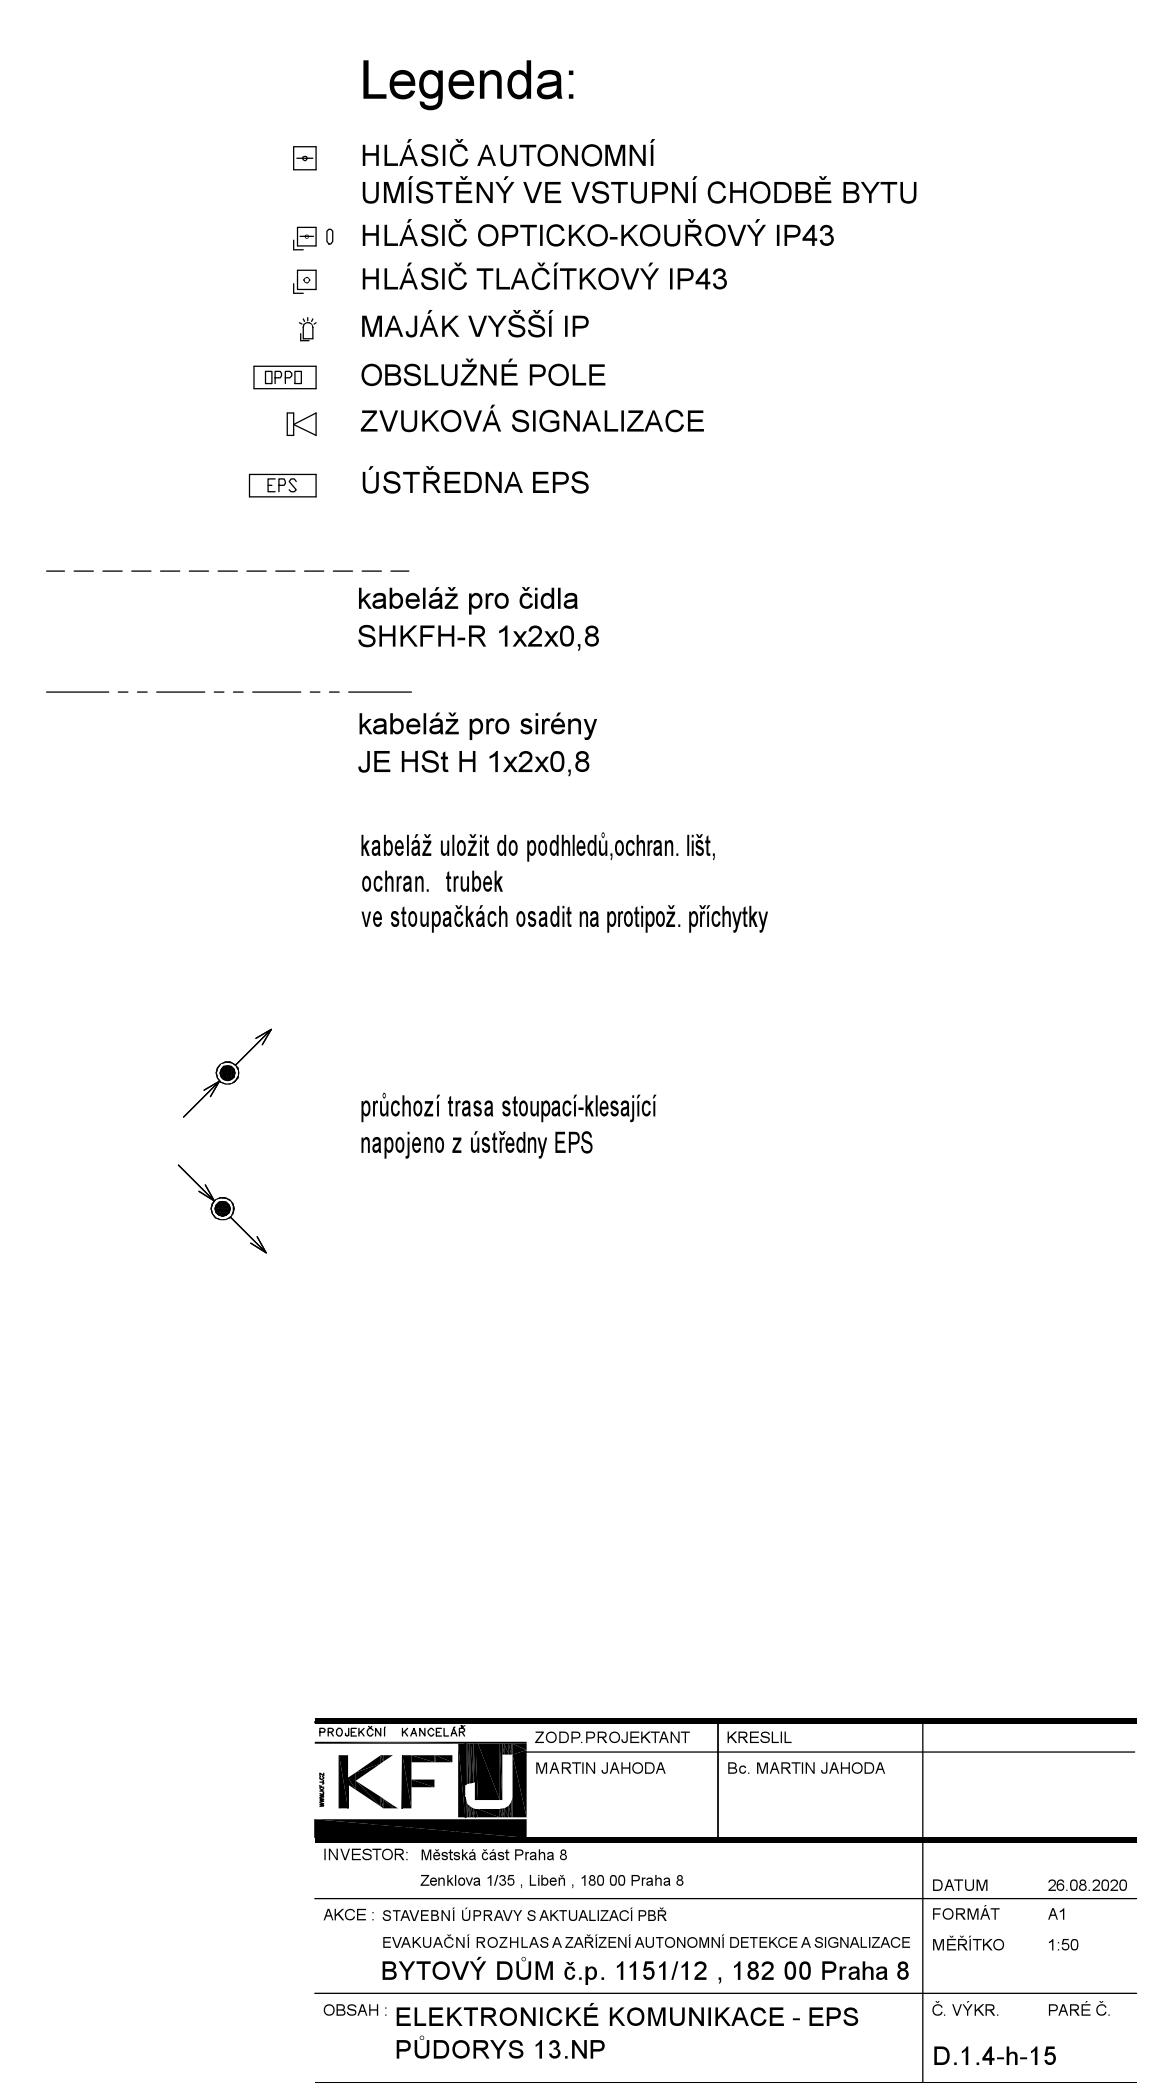 Legenda:
HLÁSIČ AUTONOMNÍ
UMÍSTĚNÝ VE VSTUPNÍ CHODBĚ BYTU
HLÁSIČ OPTICKO-KOUŘOVÝ IP43
HLÁSIČ TLAČÍTKOVÝ IP43
MAJÁK VYŠŠÍ IP
OPPO OBSLUŽNÉ POLE
ZVUKOVÁ SIGNALIZACE
EPS ÚSTŘEDNA EPS
kabeláž pro čidla
SHKFH-R 1x2x0,8
kabeláž pro sirény
JE HSt H 1x2x0,8
kabeláž uložit do podhledů,ochran. lišt,
ochran. trubek
ve stoupačkách osadit na protipož. příchytky
průchozí trasa stoupací-klesající
napojeno z ústředny EPS
PROJEKČNÍ KANCELÁŘ
WWW.KFJ.CZ
KFJ
ZODP.PROJEKTANT
MARTIN JAHODA
KRESLIL
Bc. MARTIN JAHODA
INVESTOR: Městská část Praha 8
Zenklova 1/35 , Libeň , 180 00 Praha 8
DATUM 26.08.2020
AKCE : STAVEBNÍ ÚPRAVY S AKTUALIZACÍ PBŘ
EVAKUAČNÍ ROZHLAS A ZAŘÍZENÍ AUTONOMNÍ DETEKCE A SIGNALIZACE
BYTOVÝ DŮM č.p. 1151/12 , 182 00 Praha 8
FORMÁT A1
MĚŘÍTKO 1:50
OBSAH : ELEKTRONICKÉ KOMUNIKACE - EPS
PŮDORYS 13.NP
Č. VÝKR. PARÉ Č.
D.1.4-h-15